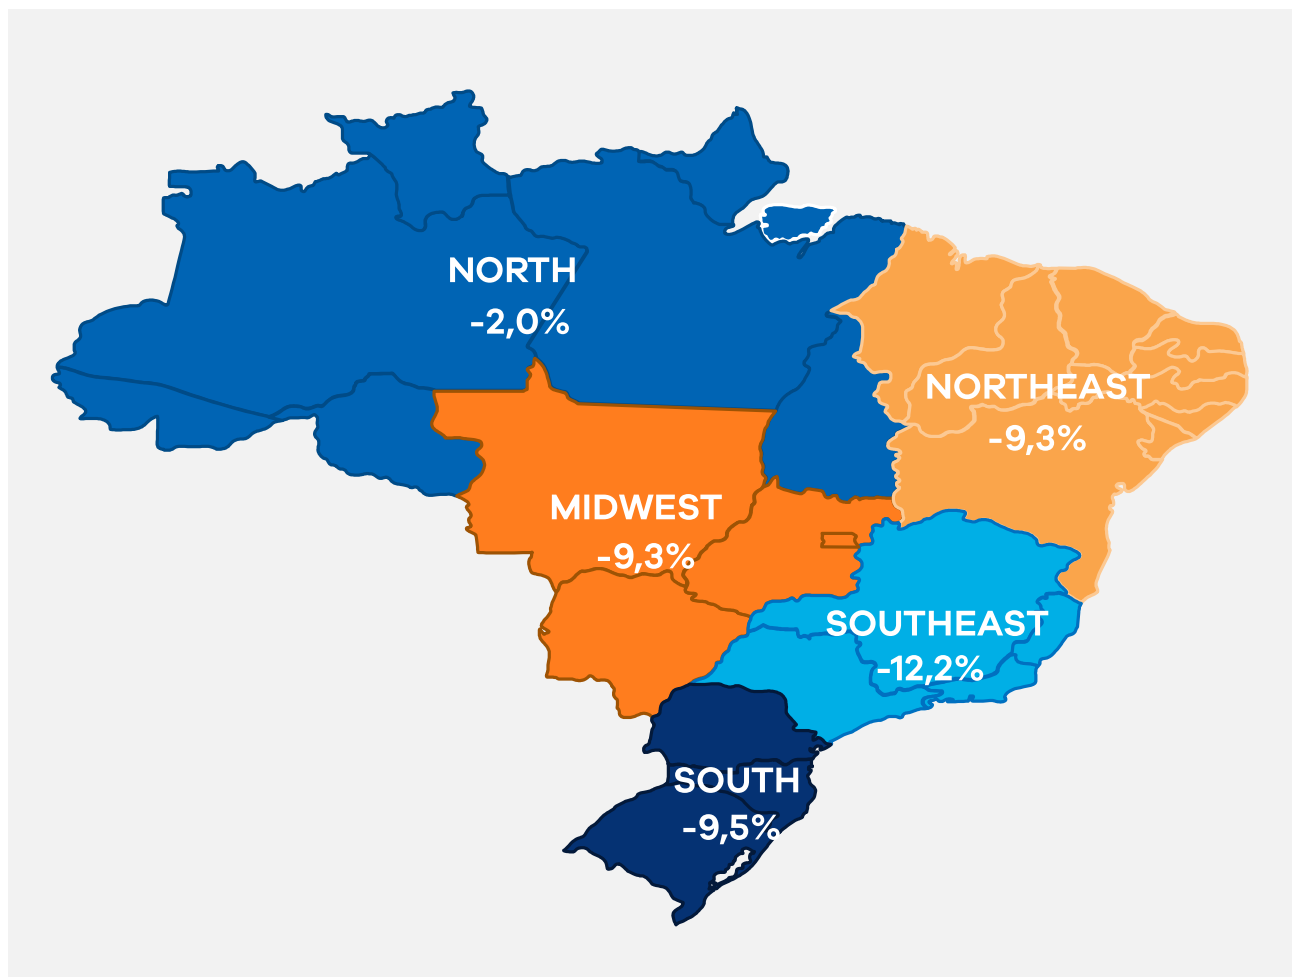 NORTH
-2,0%
NORTHEAST
-9,3%
MIDWEST
-9,3%
SOUTHEAST
-12,2%
SOUTH
-9,5%